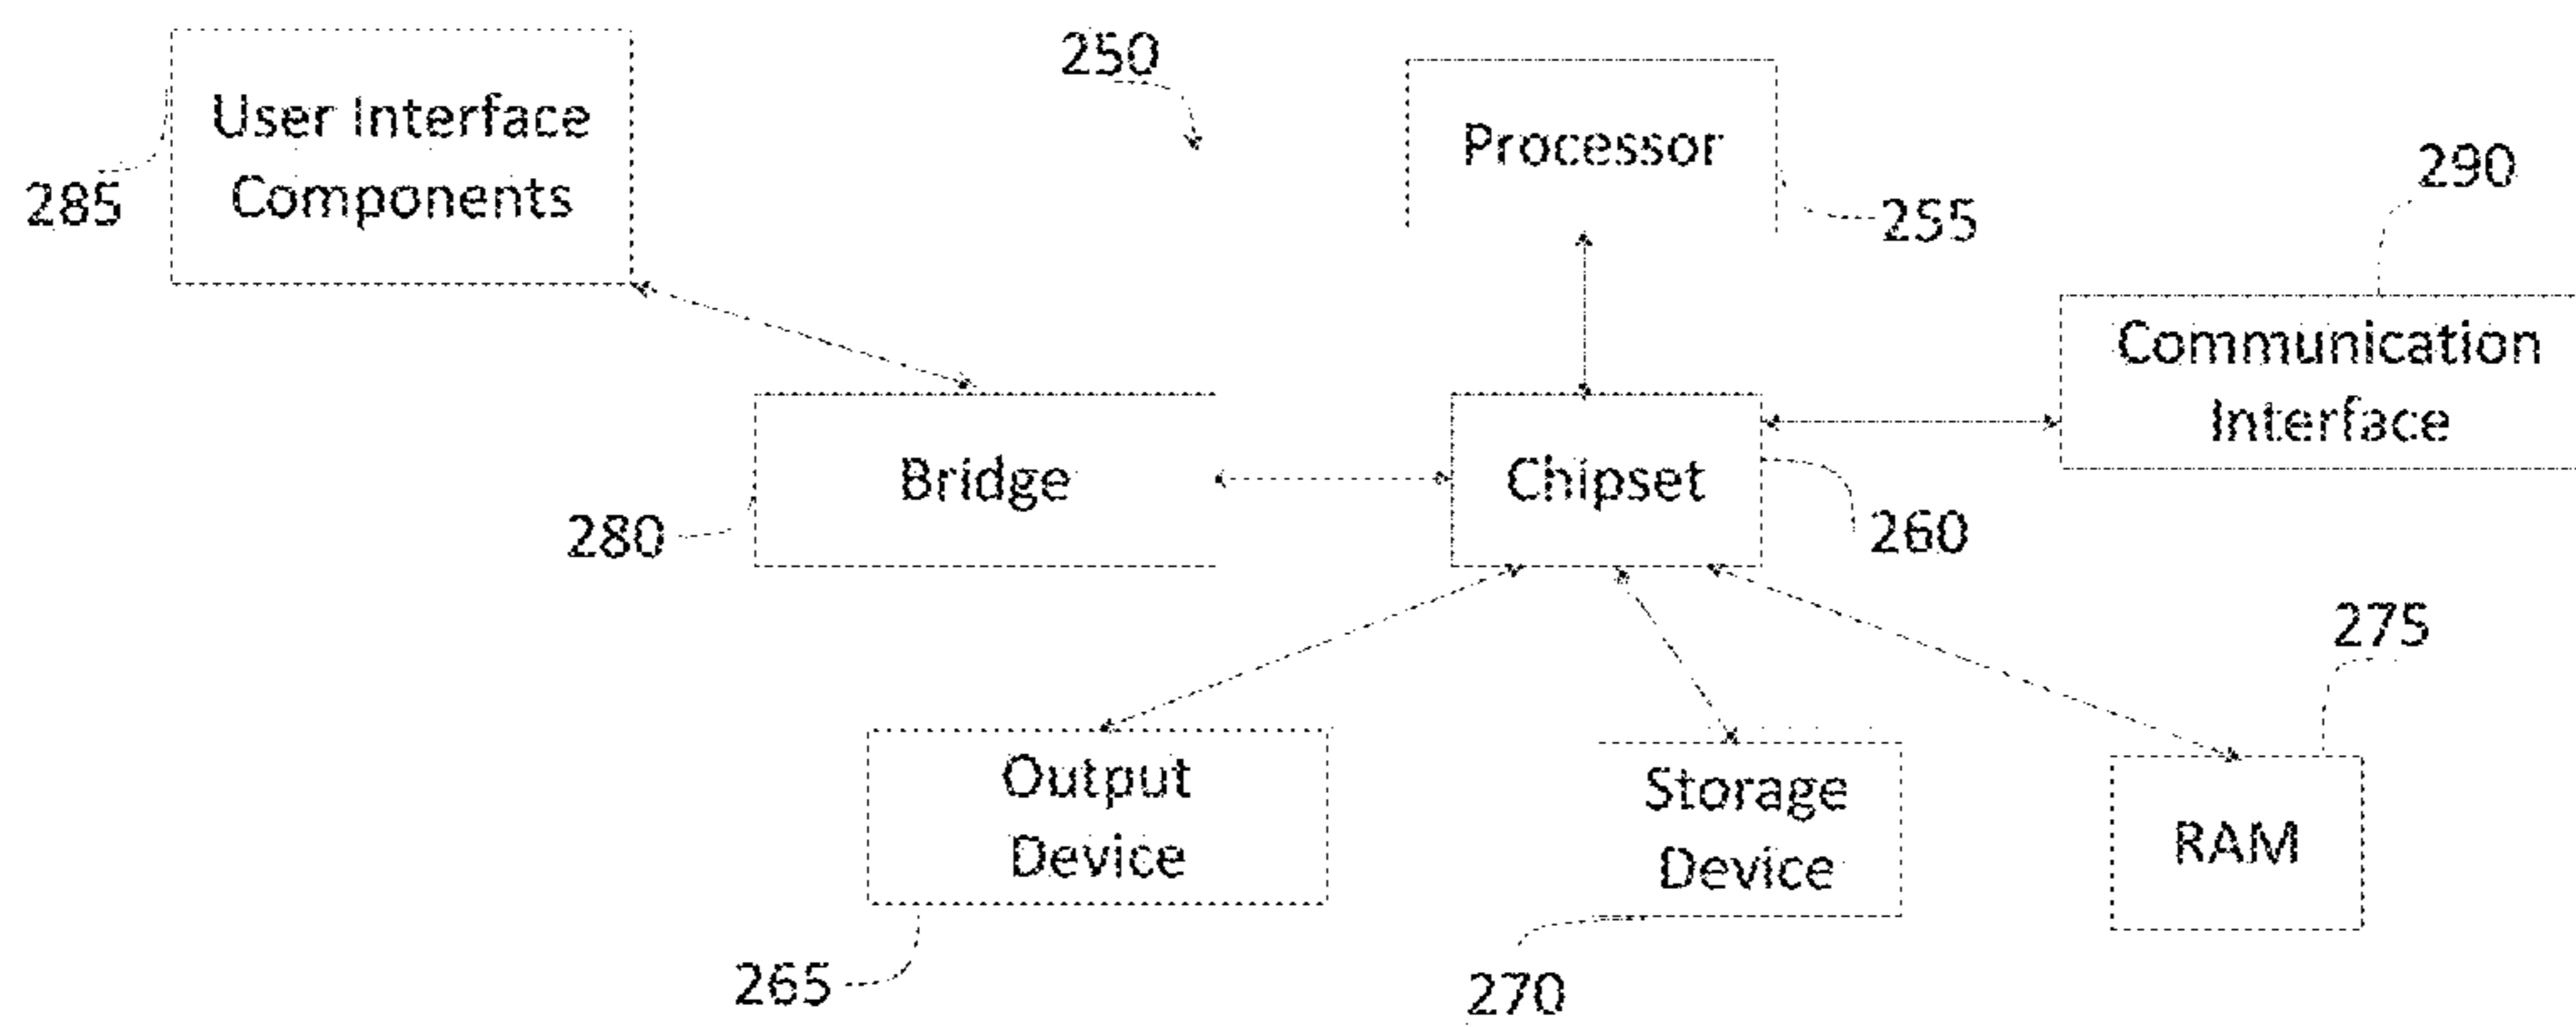 250
User Interface
Components
285
Processor
255
290
Communication
Interface
Bridge
280
Chipset
260
275
Output
Device
265
Storage
Device
270
RAM